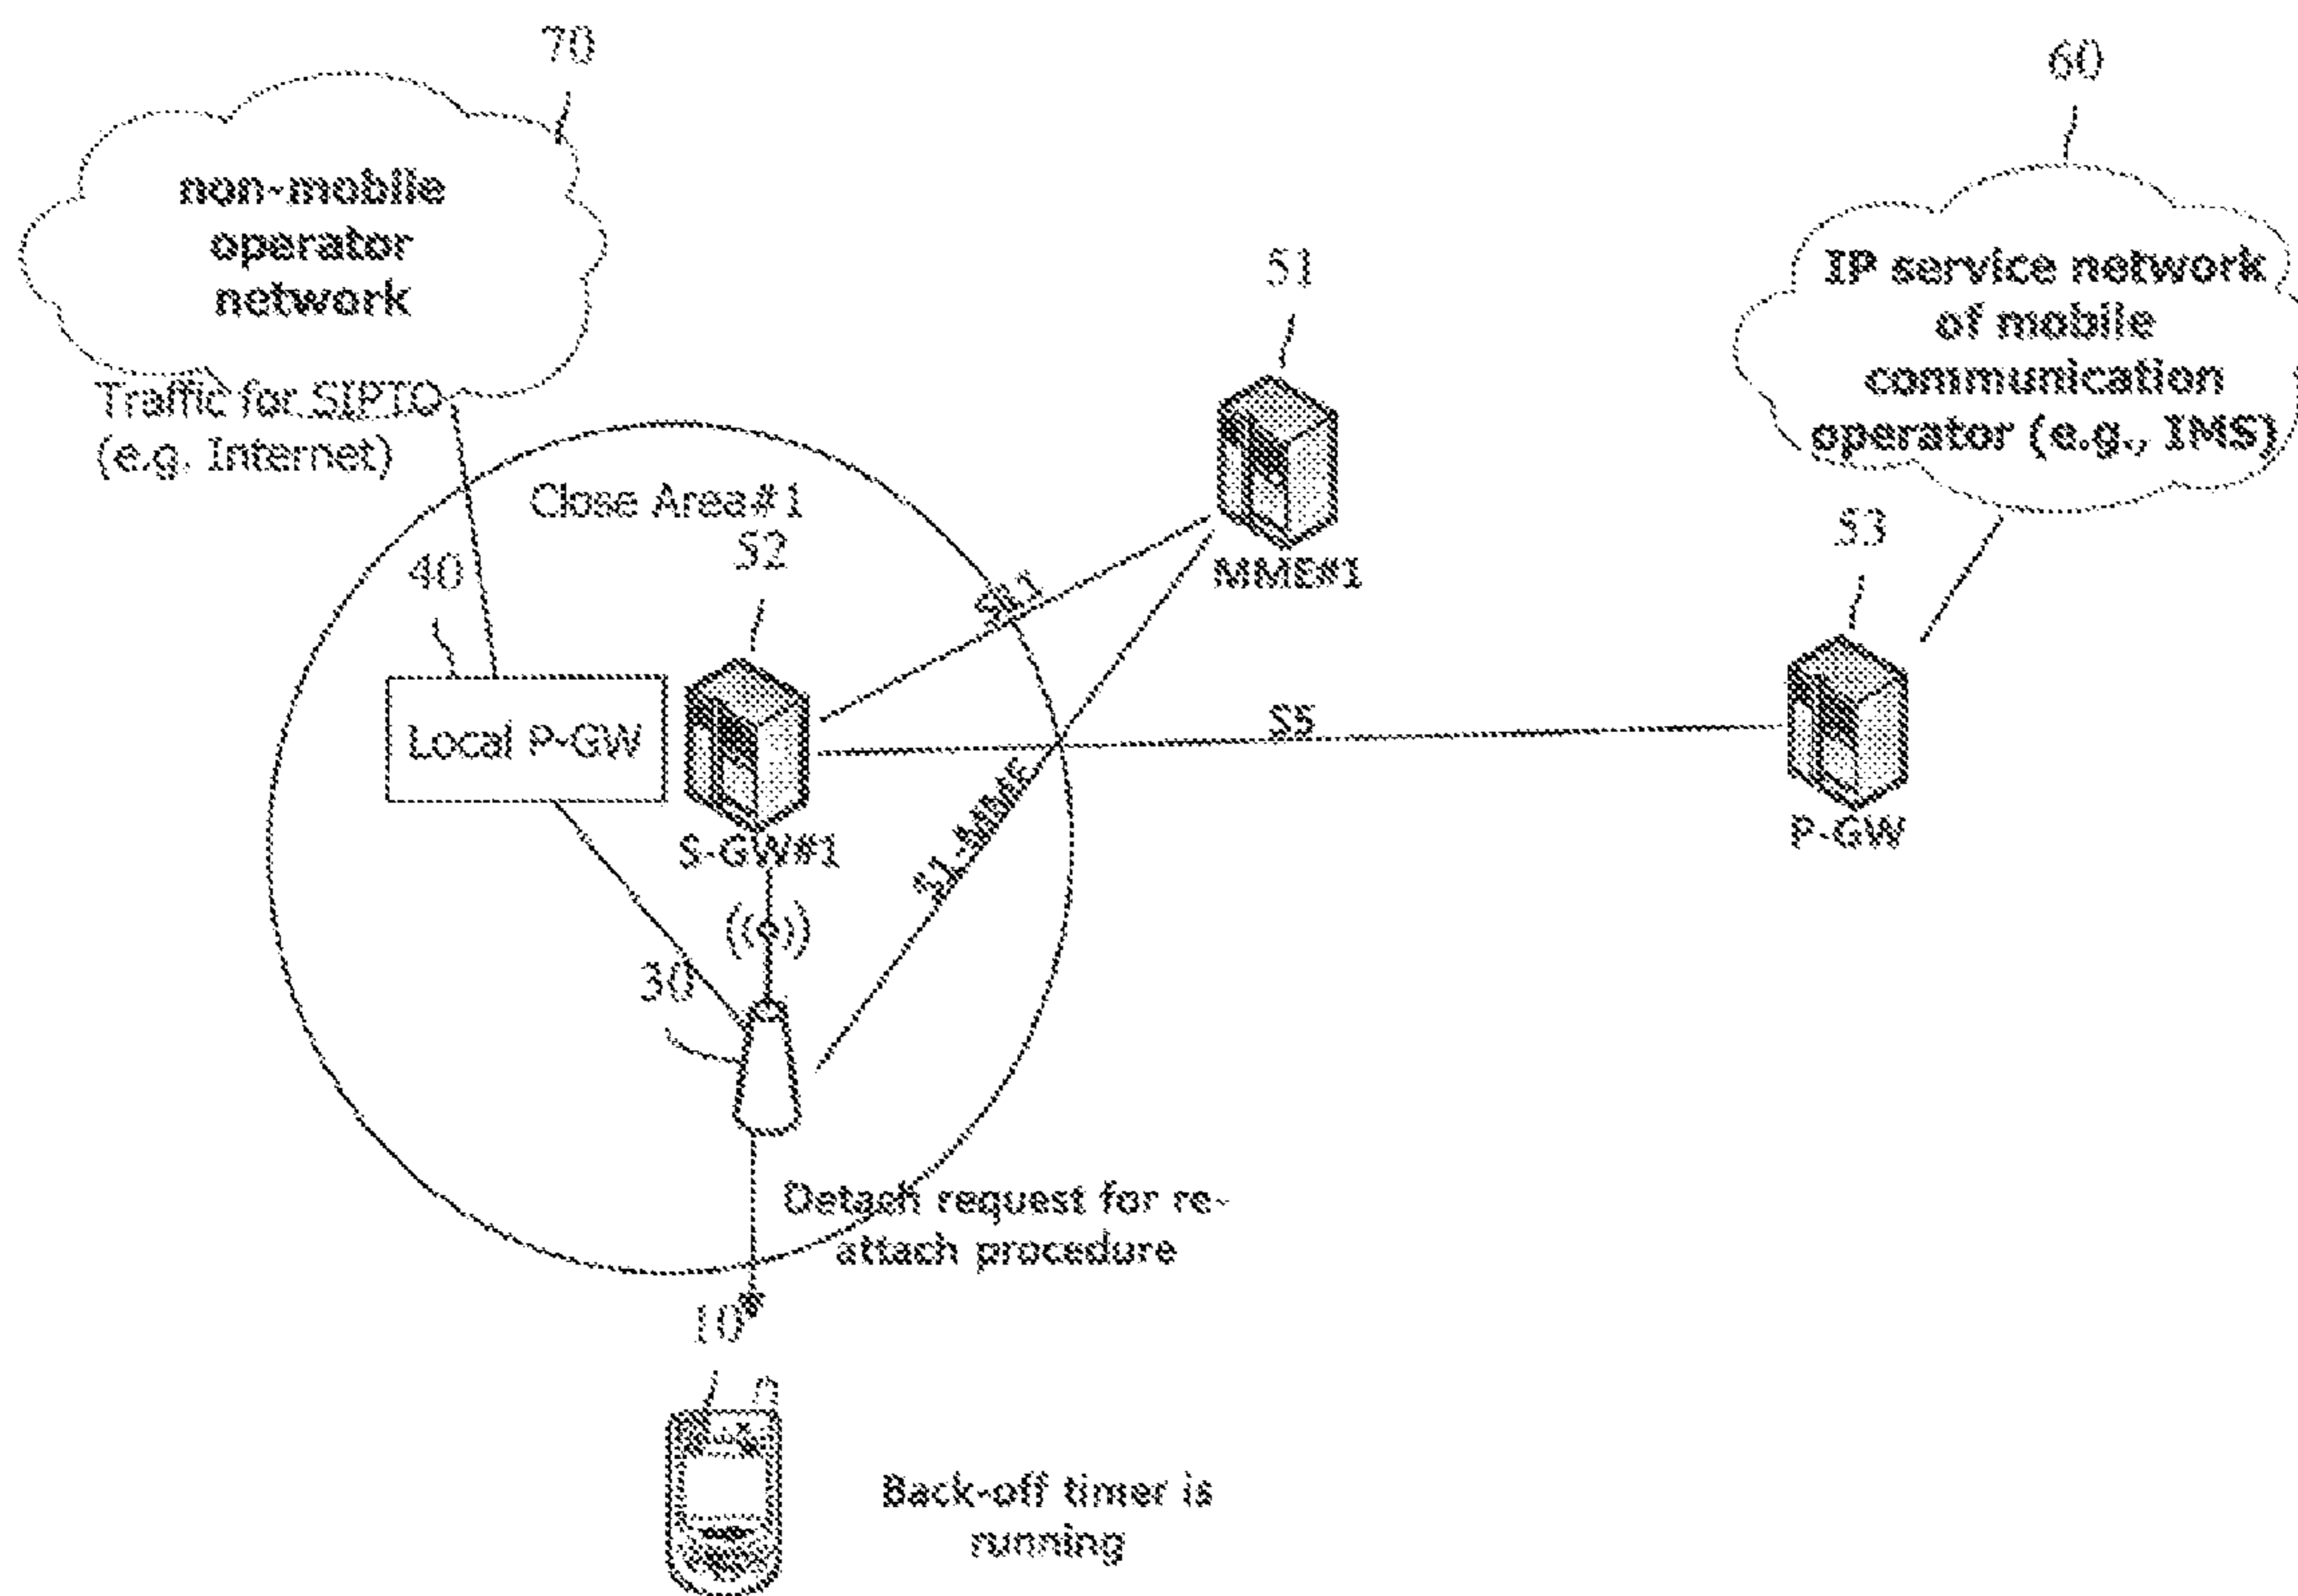 70
60
non-mobile
operator
network
IP service network
of mobile
communication
operator (e.g., IMS)
51
Traffic for SIPTO
(e.g. Internet)
Close Area#1
52
53
40
MME#1
S11
Local P-GW
S5
S1-MME
S-GW#1
P-GW
30
Detach request for re-
attach procedure
10
Back-off timer is
running